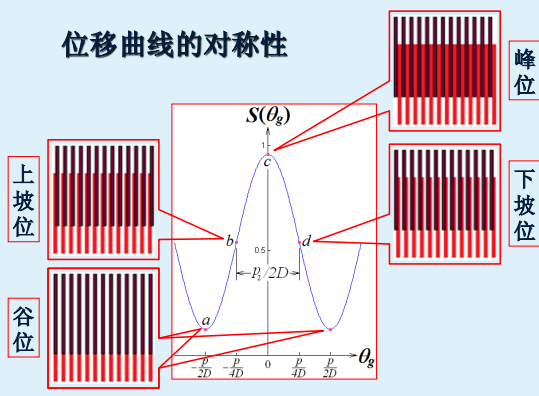 位移曲线的对称性
峰位
上坡位
下坡位
谷位
S(θg)
1
c
b
d
0.5
P₂/2D
a
θg
-p/2D
-p/4D
0
p/4D
p/2D